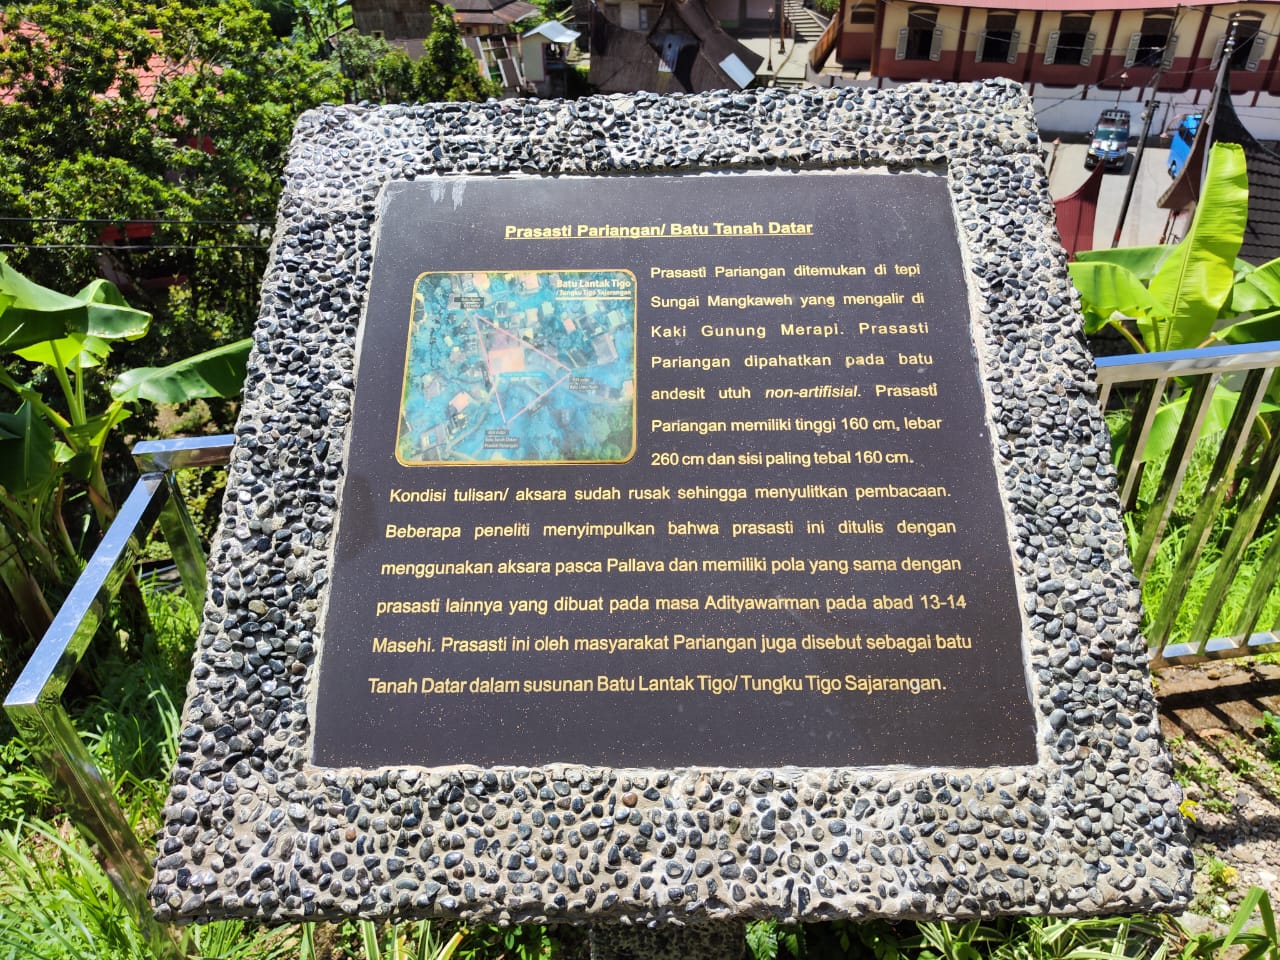 Prasasti Pariangan/ Batu Tanah Datar
Batu Lantak Tigo
/ Tungku Tigo Sajarangan
Prasasti Pariangan ditemukan di tepi
Sungai Mangkaweh yang mengalir di
Kaki Gunung Merapi. Prasasti
Pariangan dipahatkan pada batu
andesit utuh non-artifisial. Prasasti
Pariangan memiliki tinggi 160 cm, lebar
260 cm dan sisi paling tebal 160 cm.
Kondisi tulisan/ aksara sudah rusak sehingga menyulitkan pembacaan.
Beberapa peneliti menyimpulkan bahwa prasasti ini ditulis dengan
menggunakan aksara pasca Pallava dan memiliki pola yang sama dengan
prasasti lainnya yang dibuat pada masa Adityawarman pada abad 13-14
Masehi. Prasasti ini oleh masyarakat Pariangan juga disebut sebagai batu
Tanah Datar dalam susunan Batu Lantak Tigo/ Tungku Tigo Sajarangan.